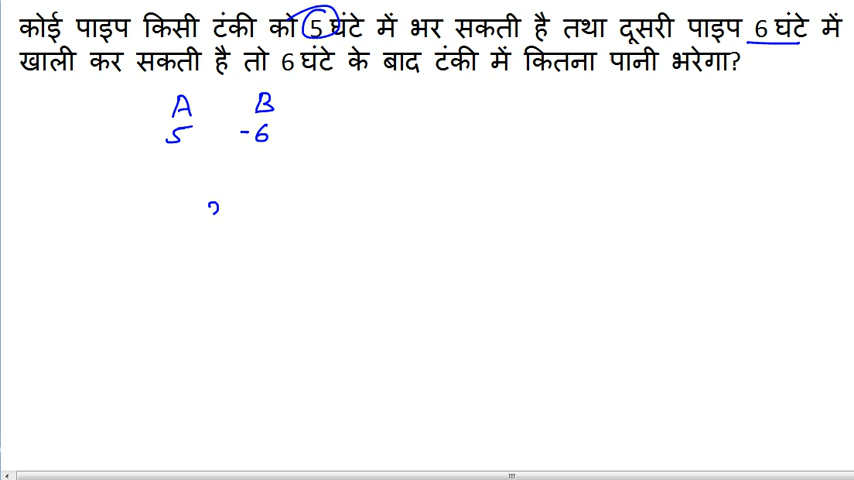 कोई पाइप किसी टंकी को 5 घंटे में भर सकती है तथा दूसरी पाइप 6 घंटे में
खाली कर सकती है तो 6 घंटे के बाद टंकी में कितना पानी भरेगा?
A B
5 -6